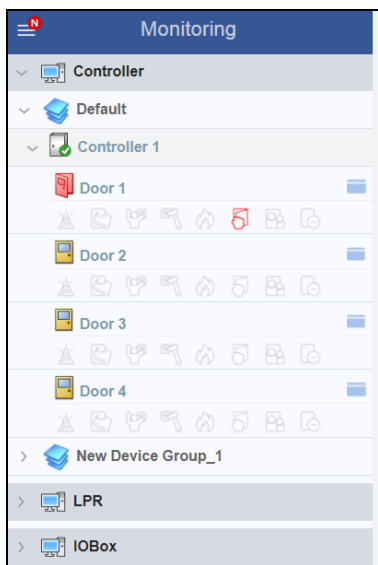 N
Monitoring
Controller
Default
Controller 1
Door 1
Door 2
Door 3
Door 4
New Device Group_1
LPR
IOBox